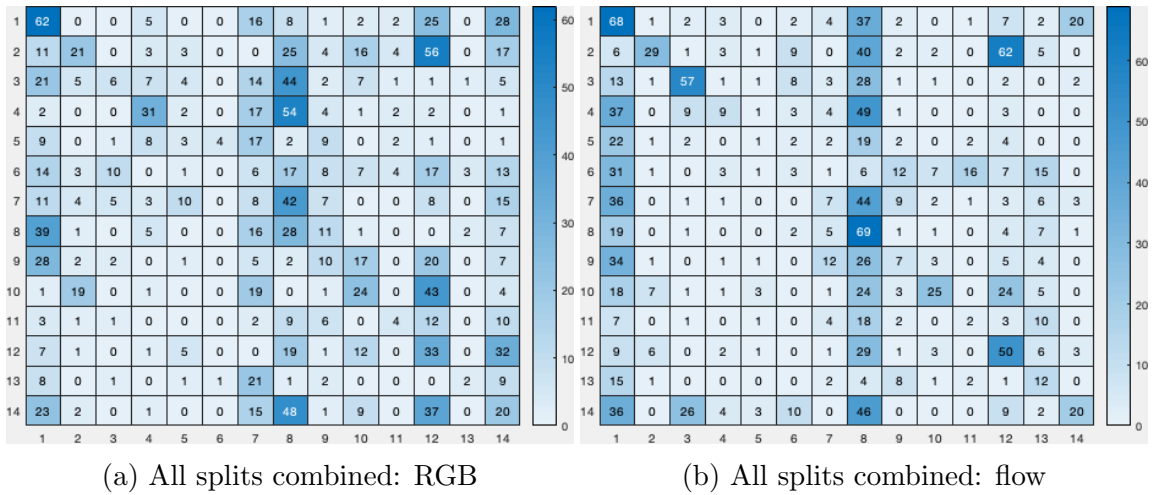 1 62 0 0 5 0 0 16 8 1 2 2 25 0 28
2 11 21 0 3 3 0 0 25 4 16 4 56 0 17
3 21 5 6 7 4 0 14 44 2 7 1 1 1 5
4 2 0 0 31 2 0 17 54 4 1 2 2 0 1
5 9 0 1 8 3 4 17 2 9 0 2 1 0 1
6 14 3 10 0 1 0 6 17 8 7 4 17 3 13
7 11 4 5 3 10 0 8 42 7 0 0 8 0 15
8 39 1 0 5 0 0 16 28 11 1 0 0 2 7
9 28 2 2 0 1 0 5 2 10 17 0 20 0 7
10 1 19 0 1 0 0 19 0 1 24 0 43 0 4
11 3 1 1 0 0 0 2 9 6 0 4 12 0 10
12 7 1 0 1 5 0 0 19 1 12 0 33 0 32
13 8 0 1 0 1 1 21 1 2 0 0 0 2 9
14 23 2 0 1 0 0 15 48 1 9 0 37 0 20
1 2 3 4 5 6 7 8 9 10 11 12 13 14
60
50
40
30
20
10
0
(a) All splits combined: RGB
1 68 1 2 3 0 2 4 37 2 0 1 7 2 20
2 6 29 1 3 1 9 0 40 2 2 0 62 5 0
3 13 1 57 1 1 8 3 28 1 1 0 2 0 2
4 37 0 9 9 1 3 4 49 1 0 0 3 0 0
5 22 1 2 0 1 2 2 19 2 0 2 4 0 0
6 31 1 0 3 1 3 1 6 12 7 16 7 15 0
7 36 0 1 1 0 0 7 44 9 2 1 3 6 3
8 19 0 1 0 0 2 5 69 1 1 0 4 7 1
9 34 1 0 1 1 0 12 26 7 3 0 5 4 0
10 18 7 1 1 3 0 1 24 3 25 0 24 5 0
11 7 0 1 0 1 0 4 18 2 0 2 3 10 0
12 9 6 0 2 1 0 1 29 1 3 0 50 6 3
13 15 1 0 0 0 0 2 4 8 1 2 1 12 0
14 36 0 26 4 3 10 0 46 0 0 0 9 2 20
1 2 3 4 5 6 7 8 9 10 11 12 13 14
70
60
50
40
30
20
10
0
(b) All splits combined: flow